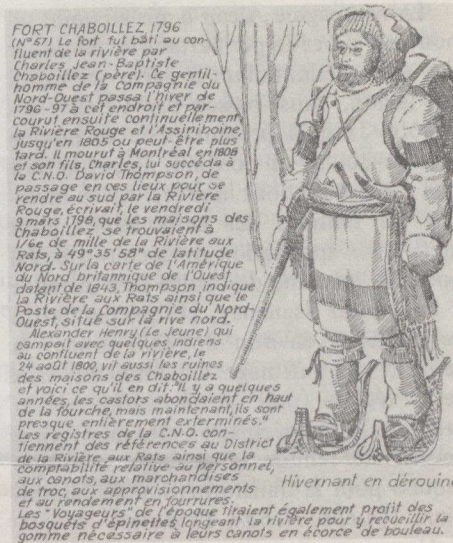 FORT CHABOILLEZ 1796
(N° 57) Le fort fut bâti au con-
fluent de la rivière par
Charles Jean-Baptiste
Chaboillez (père). Ce gentil-
homme de la Compagnie du
Nord-Ouest passa l'hiver de
1796-97 à cet endroit et par-
courut ensuite continuellement
la Rivière Rouge et l'Assiniboine
jusqu'en 1805 ou peut-être plus
tard. Il mourut à Montréal en 1808
et son fils, Charles, lui succéda à
la C.N.O. David Thompson, de
passage en ces lieux pour se
rendre au sud par la Rivière
Rouge, écrivait, le vendredi
9 mars 1798, que les maisons des
Chaboillez se trouvaient à
1/6e de mille de la Rivière aux
Rats, à 49° 35' 58" de latitude
Nord. Sur la carte de l'Amérique
du Nord britannique de l'Ouest
datant de 1843, Thompson indique
la Rivière aux Rats ainsi que le
Poste de la Compagnie du Nord-
Ouest, situé sur la rive nord.
Alexander Henry (Le Jeune) qui
campait avec quelques indiens
au confluent de la rivière, le
24 août 1800, vit aussi les ruines
des maisons des Chaboillez
et voici ce qu'il en dit: "Il y a quelques
années, les castors abondaient en haut
de la fourche, mais maintenant, ils sont
presque entièrement exterminés."
Les registres de la C.N.O. con-
tiennent des références au District
de la Rivière aux Rats ainsi que la
comptabilité relative au personnel,
aux canots, aux marchandises
de troc, aux approvisionnements
et au rendement en fourrures.
Hivernant en dérouine
Les "Voyageurs" de l'époque tiraient également profit des
bosquets d'épinettes longeant la rivière pour y recueillir la
gomme nécessaire à leurs canots en écorce de bouleau.